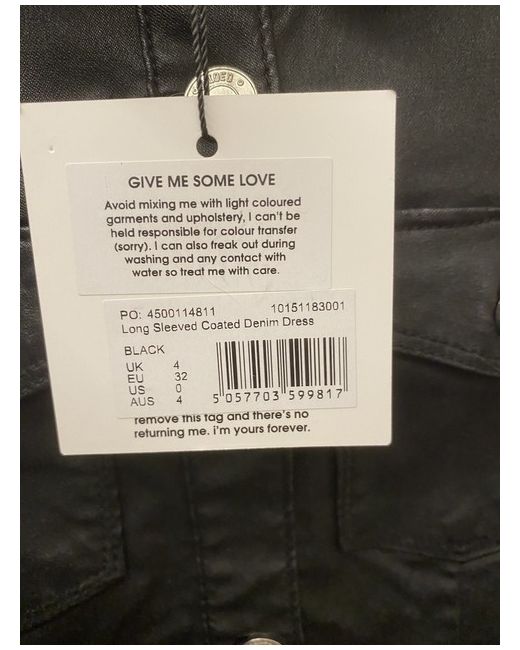 GIVE ME SOME LOVE
Avoid mixing me with light coloured
garments and upholstery, I can't be
held responsible for colour transfer
(sorry). I can also freak out during
washing and any contact with
water so treat me with care.
PO: 4500114811 10151183001
Long Sleeved Coated Denim Dress
BLACK
UK 4
EU 32
US 0
AUS 4
5 057703 599817
remove this tag and there's no
returning me. i'm yours forever.